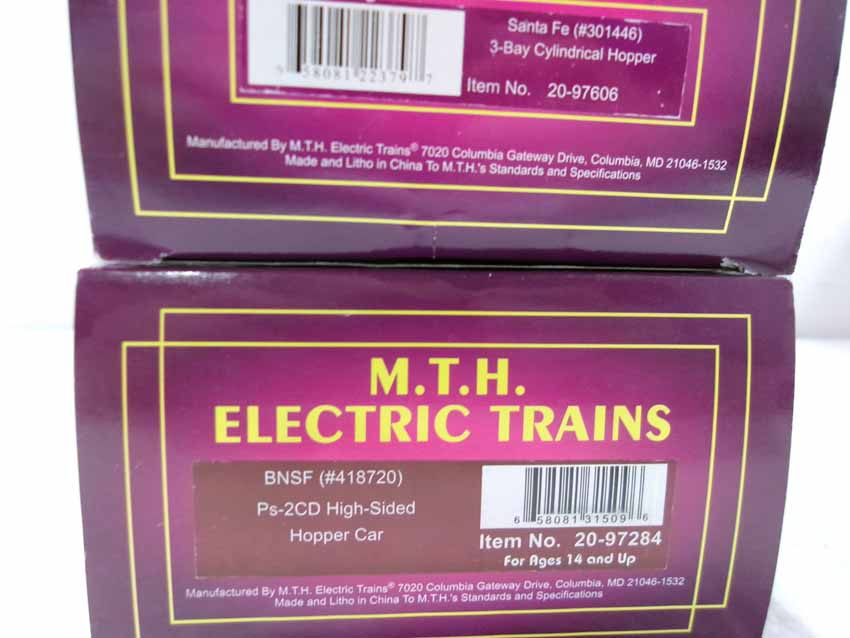 Santa Fe (#301446)
3-Bay Cylindrical Hopper
58081 22379 7
Item No. 20-97606
Manufactured By M.T.H. Electric Trains® 7020 Columbia Gateway Drive, Columbia, MD 21046-1532
Made and Litho in China To M.T.H.'s Standards and Specifications
M.T.H.
ELECTRIC TRAINS
BNSF (#418720)
Ps-2CD High-Sided
Hopper Car
6 58081 31509 6
Item No. 20-97284
For Ages 14 and Up
Manufactured By M.T.H. Electric Trains® 7020 Columbia Gateway Drive, Columbia, MD 21046-1532
Made and Litho in China To M.T.H.'s Standards and Specifications